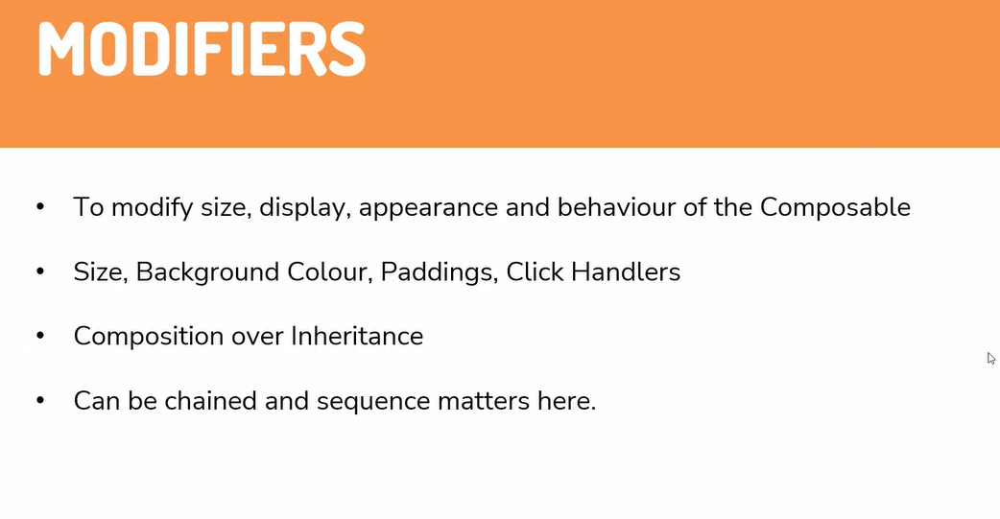 MODIFIERS
• To modify size, display, appearance and behaviour of the Composable
• Size, Background Colour, Paddings, Click Handlers
• Composition over Inheritance
• Can be chained and sequence matters here.